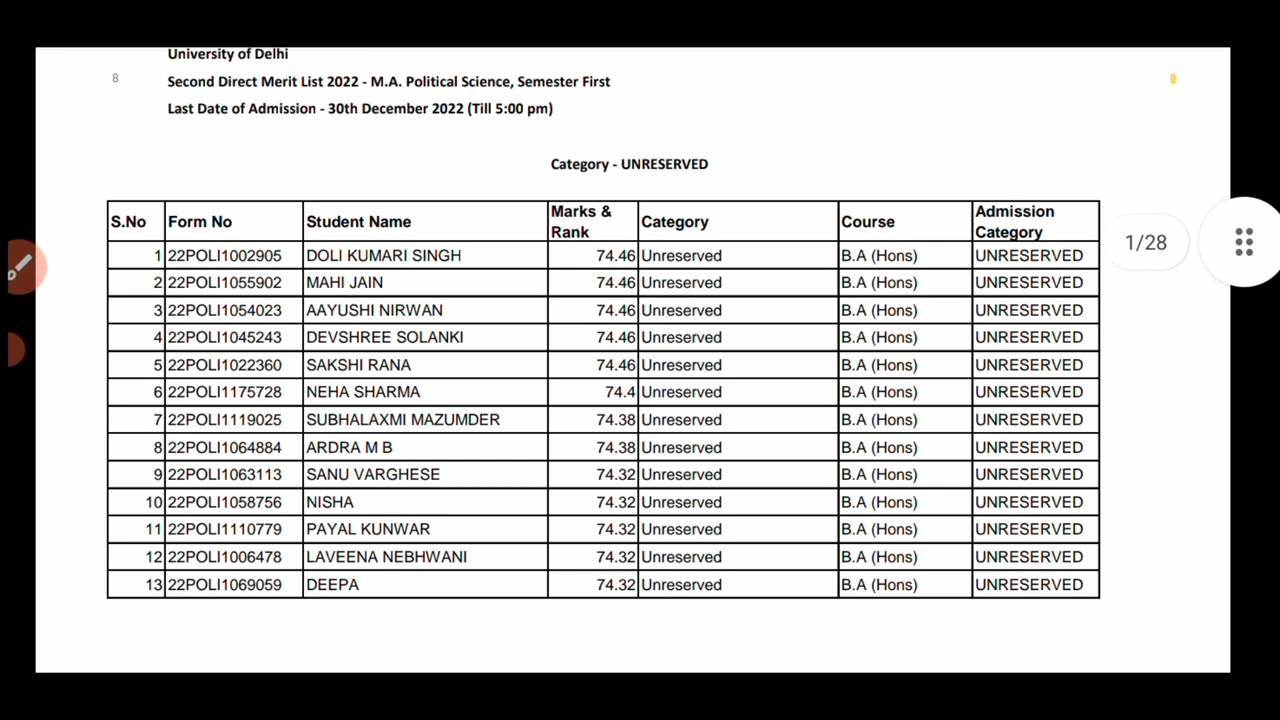 University of Delhi
8
Second Direct Merit List 2022 - M.A. Political Science, Semester First
Last Date of Admission - 30th December 2022 (Till 5:00 pm)
Category - UNRESERVED
S.No Form No Student Name Marks & Rank Category Course Admission Category
1 22POLI1002905 DOLI KUMARI SINGH 74.46 Unreserved B.A (Hons) UNRESERVED
2 22POLI1055902 MAHI JAIN 74.46 Unreserved B.A (Hons) UNRESERVED
3 22POLI1054023 AAYUSHI NIRWAN 74.46 Unreserved B.A (Hons) UNRESERVED
4 22POLI1045243 DEVSHREE SOLANKI 74.46 Unreserved B.A (Hons) UNRESERVED
5 22POLI1022360 SAKSHI RANA 74.46 Unreserved B.A (Hons) UNRESERVED
6 22POLI1175728 NEHA SHARMA 74.4 Unreserved B.A (Hons) UNRESERVED
7 22POLI1119025 SUBHALAXMI MAZUMDER 74.38 Unreserved B.A (Hons) UNRESERVED
8 22POLI1064884 ARDRA M B 74.38 Unreserved B.A (Hons) UNRESERVED
9 22POLI1063113 SANU VARGHESE 74.32 Unreserved B.A (Hons) UNRESERVED
10 22POLI1058756 NISHA 74.32 Unreserved B.A (Hons) UNRESERVED
11 22POLI1110779 PAYAL KUNWAR 74.32 Unreserved B.A (Hons) UNRESERVED
12 22POLI1006478 LAVEENA NEBHWANI 74.32 Unreserved B.A (Hons) UNRESERVED
13 22POLI1069059 DEEPA 74.32 Unreserved B.A (Hons) UNRESERVED
1/28